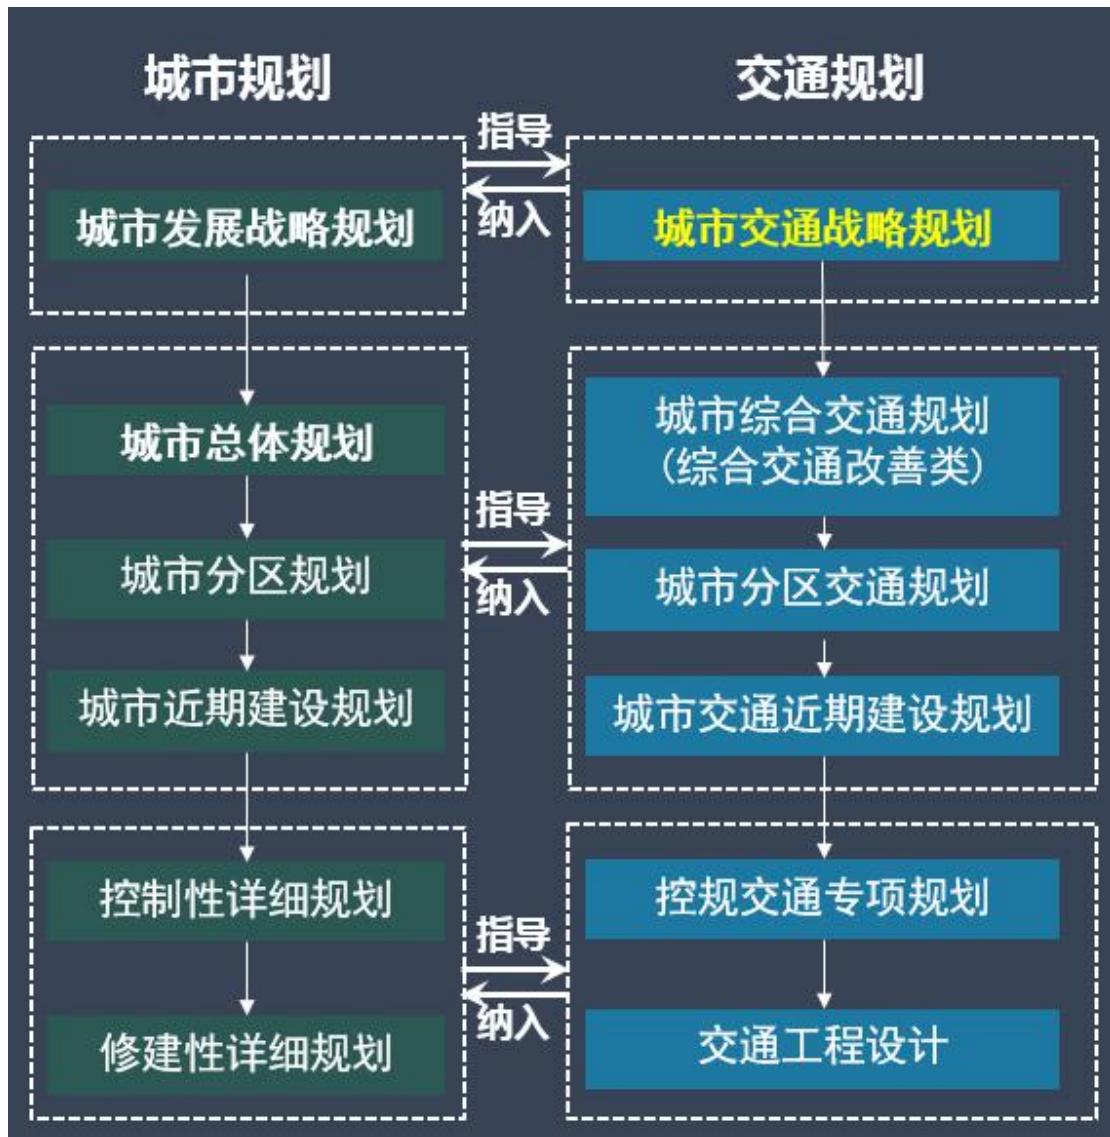 城市规划
交通规划
指导
纳入
城市发展战略规划
城市交通战略规划
城市总体规划
城市分区规划
城市近期建设规划
指导
纳入
城市综合交通规划
(综合交通改善类)
城市分区交通规划
城市交通近期建设规划
控制性详细规划
修建性详细规划
指导
纳入
控规交通专项规划
交通工程设计